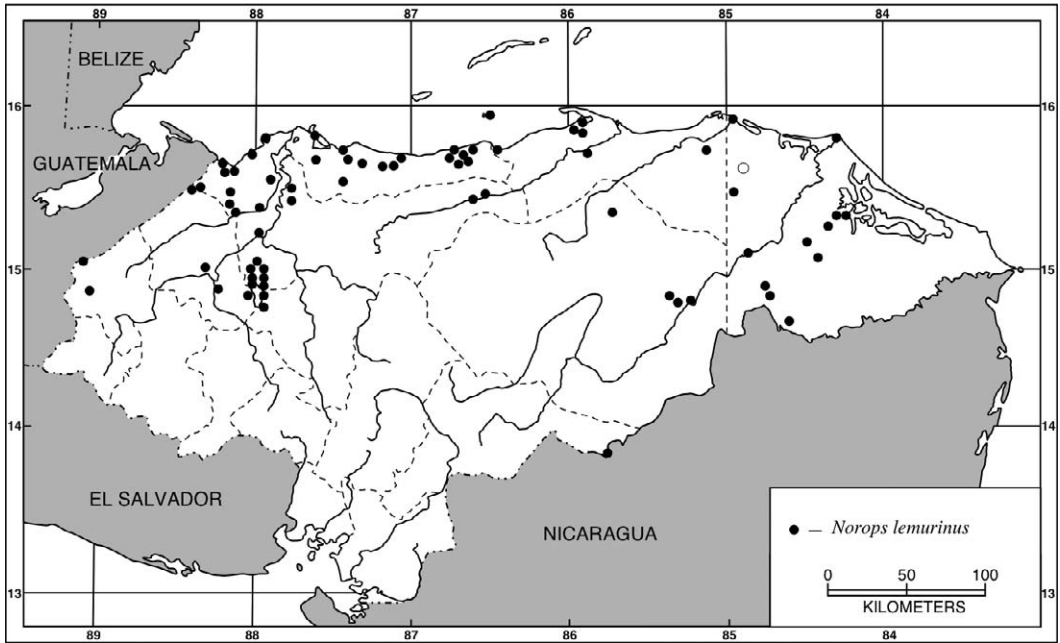 89 88 87 86 85 84
BELIZE
16 16
GUATEMALA
15 15
14 14
EL SALVADOR
NICARAGUA
● – Norops lemurinus
0 50 100
KILOMETERS
13 13
89 88 87 86 85 84